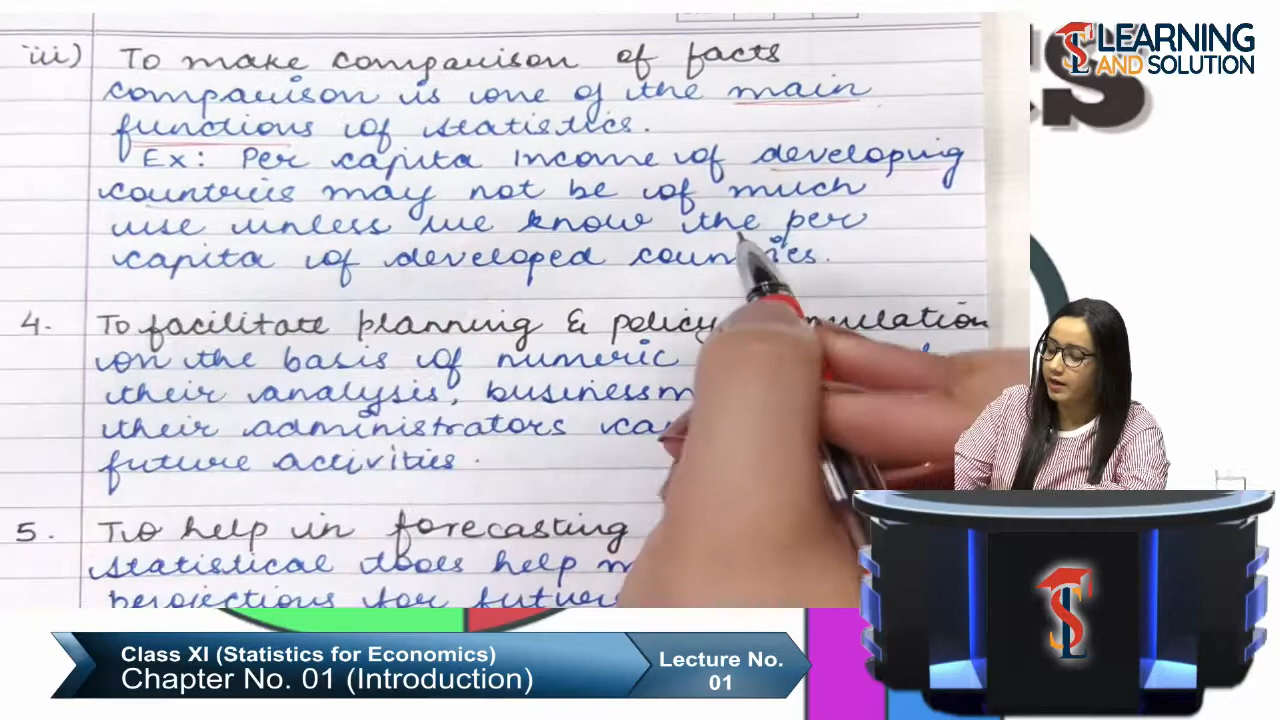 iii) To make comparison of facts
comparison is one of the main
functions of statistics.
Ex: Per capita Income of developing
countries may not be of much
use unless we know the per
capita of developed countries.
4. To facilitate planning & policy
on the basis of numeric
their analysis, businessm
their administrators ca
future activities.
5. To help in forecasting
statistical tools help m
perojections for future
LEARNING
AND SOLUTION
Class XI (Statistics for Economics)
Chapter No. 01 (Introduction)
Lecture No.
01